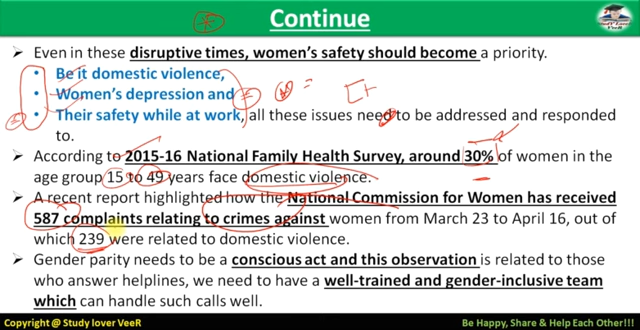 Continue
Study Lover
VeeR
➢ Even in these disruptive times, women's safety should become a priority.
• Be it domestic violence,
• Women's depression and
• Their safety while at work, all these issues need to be addressed and responded
to.
➢ According to 2015-16 National Family Health Survey, around 30% of women in the
age group 15 to 49 years face domestic violence.
➢ A recent report highlighted how the National Commission for Women has received
587 complaints relating to crimes against women from March 23 to April 16, out of
which 239 were related to domestic violence.
➢ Gender parity needs to be a conscious act and this observation is related to those
who answer helplines, we need to have a well-trained and gender-inclusive team
which can handle such calls well.
Copyright @ Study lover VeeR
Be Happy, Share & Help Each Other!!!